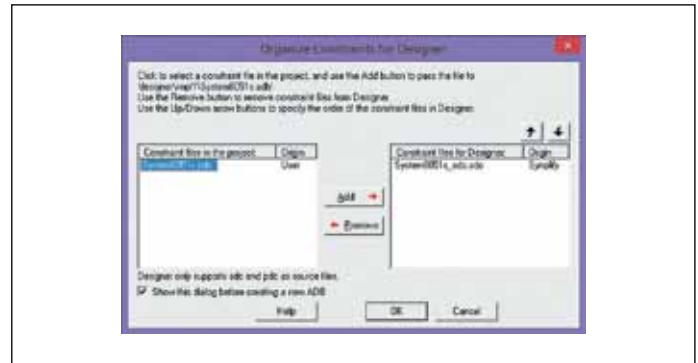 Organize Constraints for Designer
Click to select a constraint file in the project, and use the Add button to pass the file to
Use the Remove button to remove constraint files from Designer
Use the Up/Down arrow buttons to specify the order of the constraint files in Designer.
Constraint files in the project: Origin
User
Constraint files for Designer: Origin
Synplify
Add
Remove
Designer only supports sdc and pdc as source files.
Show this dialog before creating a new ADB
Help OK Cancel